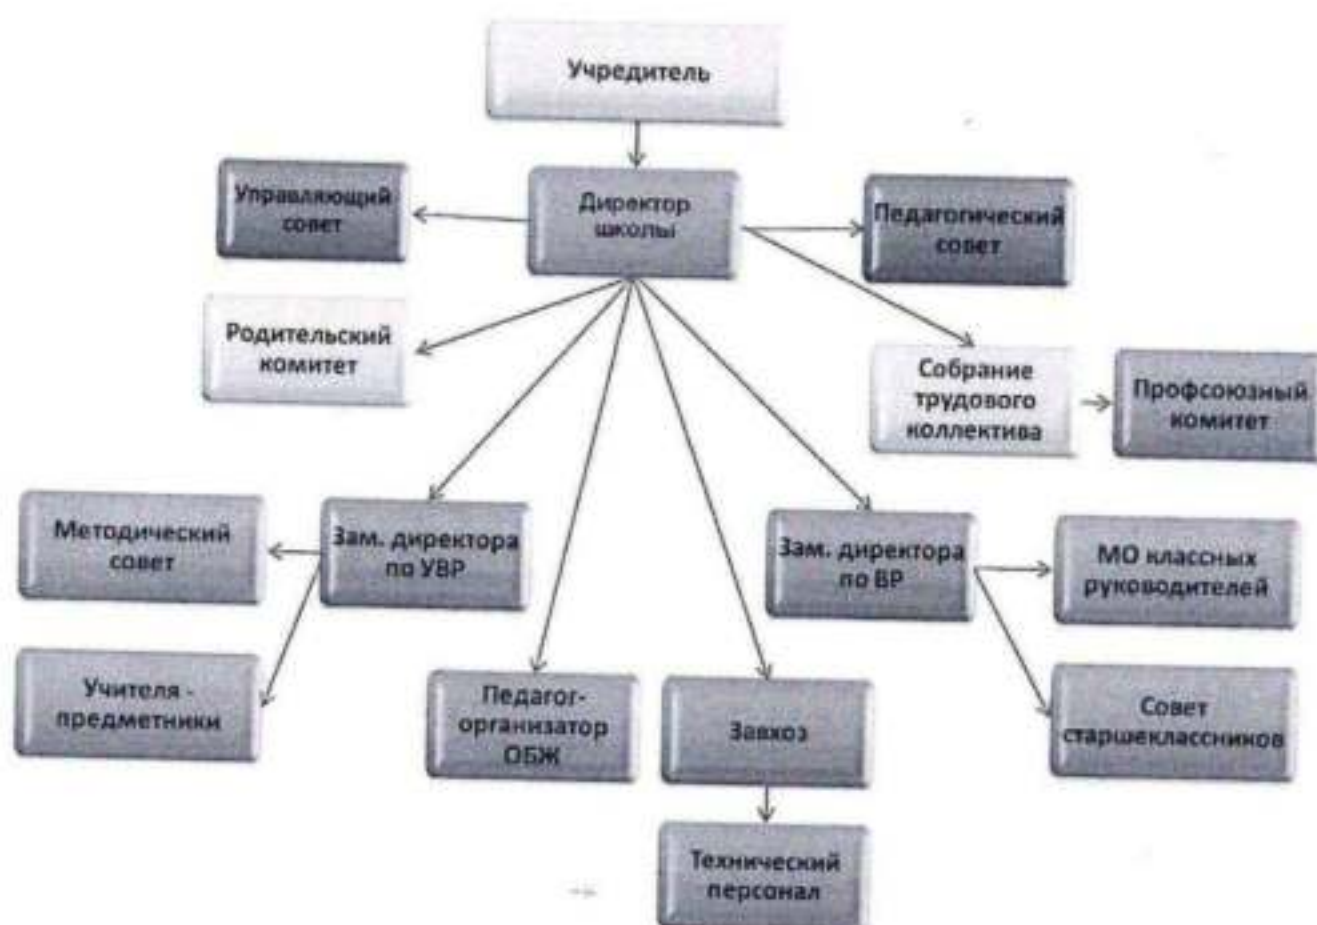 Учредитель
Управляющий
совет
Директор
школы
Педагогический
совет
Родительский
комитет
Собрание
трудового
коллектива
Профсоюзный
комитет
Методический
совет
Зам. директора
по УВР
Зам. директора
по ВР
МО классных
руководителей
Учителя -
предметники
Педагог-
организатор
ОБЖ
Завхоз
Совет
старшеклассников
Технический
персонал